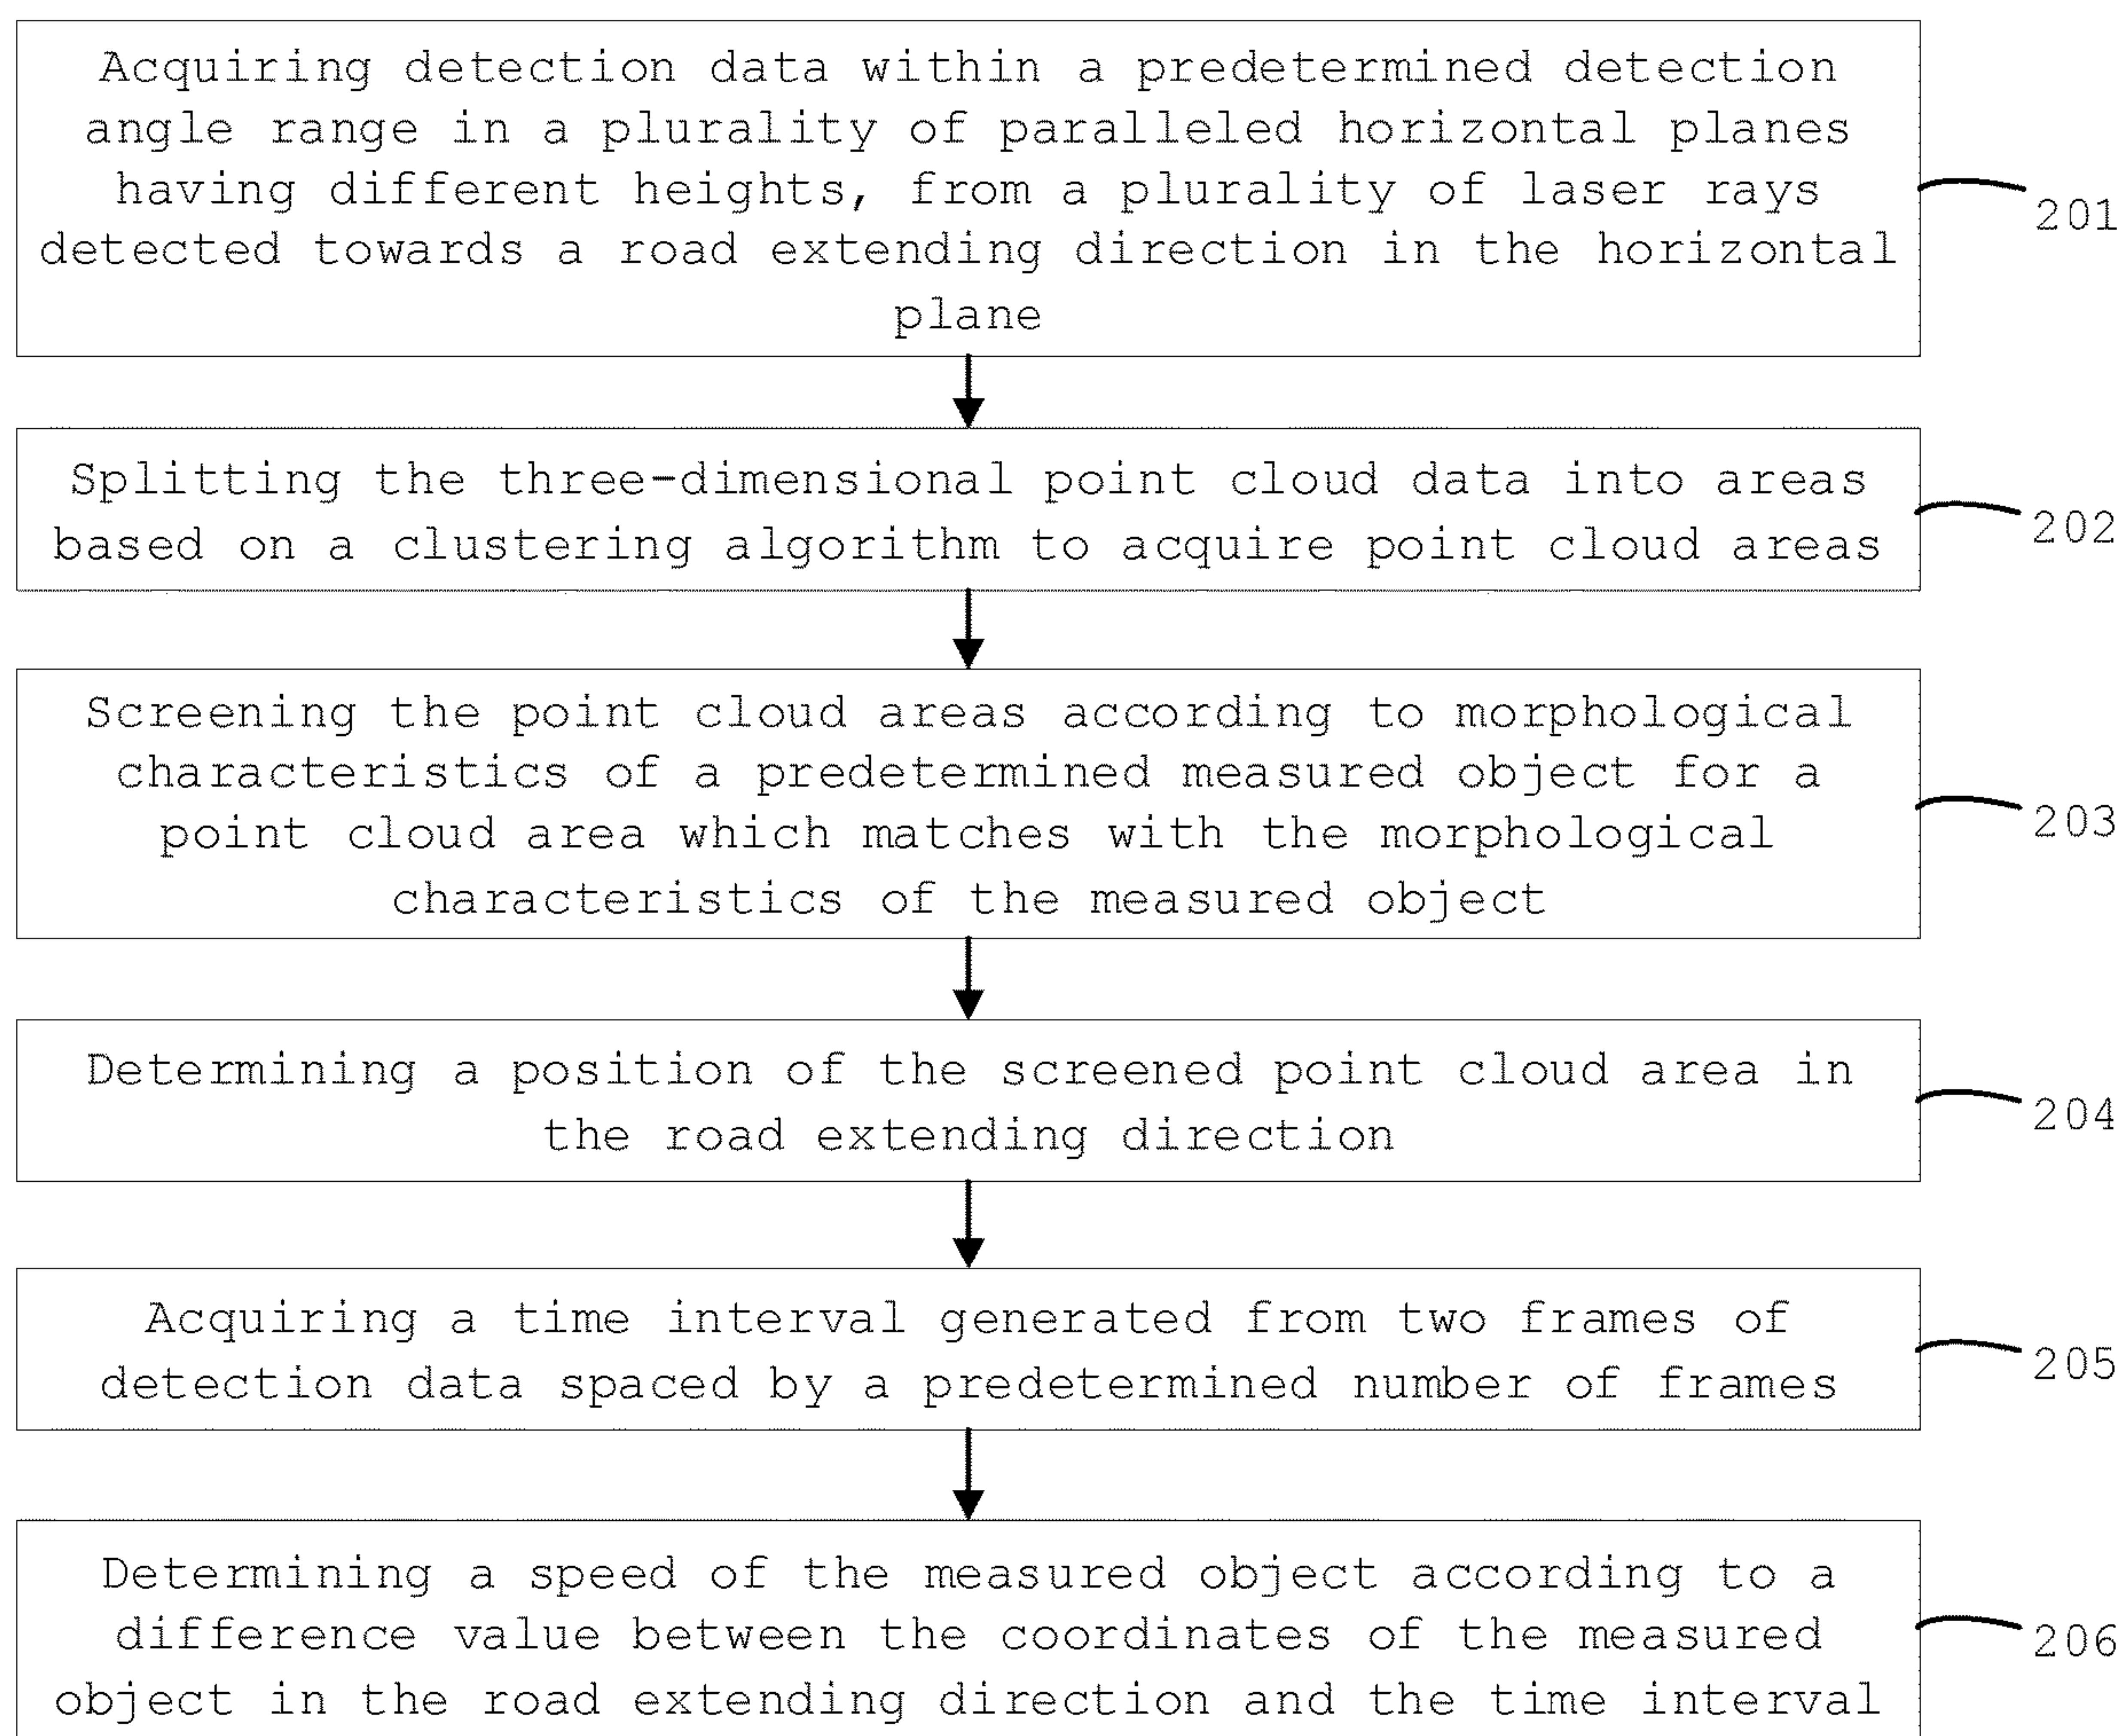 Acquiring detection data within a predetermined detection
angle range in a plurality of paralleled horizontal planes
having different heights, from a plurality of laser rays
detected towards a road extending direction in the horizontal
plane
201
Splitting the three-dimensional point cloud data into areas
based on a clustering algorithm to acquire point cloud areas
202
Screening the point cloud areas according to morphological
characteristics of a predetermined measured object for a
point cloud area which matches with the morphological
characteristics of the measured object
203
Determining a position of the screened point cloud area in
the road extending direction
204
Acquiring a time interval generated from two frames of
detection data spaced by a predetermined number of frames
205
Determining a speed of the measured object according to a
difference value between the coordinates of the measured
object in the road extending direction and the time interval
206